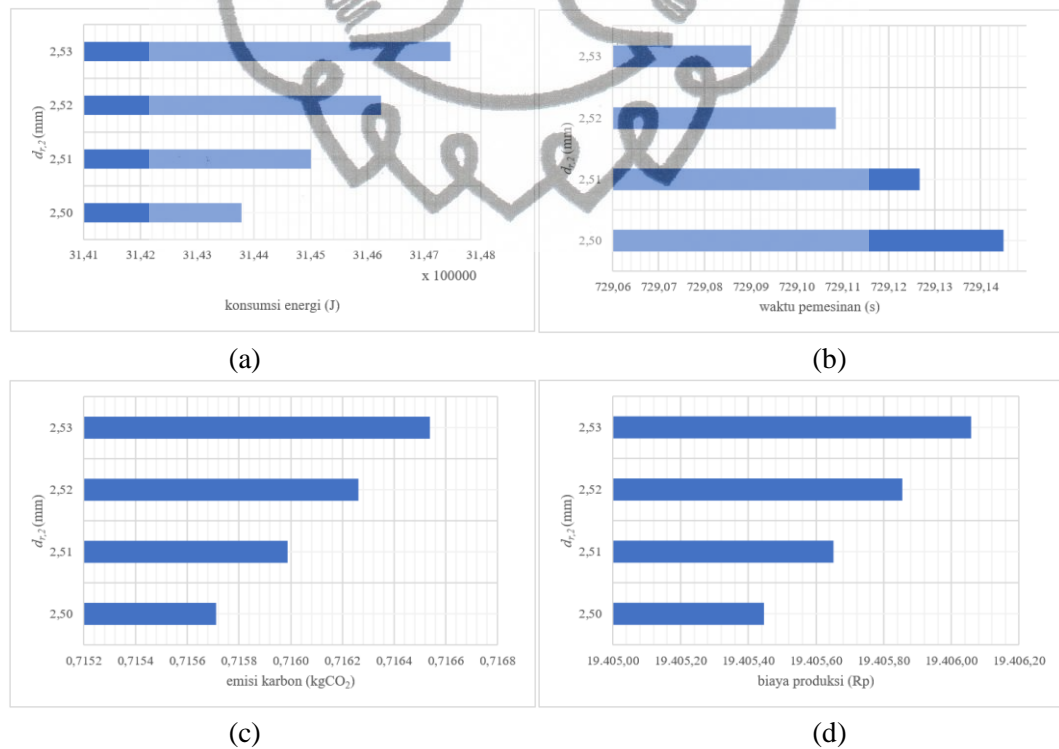 2,53
2,52
2,51
2,50
d_{r,2} (mm)
31,41 31,42 31,43 31,44 31,45 31,46 31,47 31,48
x 100000
konsumsi energi (J)
(a)
2,53
2,52
2,51
2,50
d_{r,2} (mm)
729,06 729,07 729,08 729,09 729,10 729,11 729,12 729,13 729,14
waktu pemesinan (s)
(b)
2,53
2,52
2,51
2,50
d_{r,2} (mm)
0,7152 0,7154 0,7156 0,7158 0,7160 0,7162 0,7164 0,7166 0,7168
emisi karbon (kgCO₂)
(c)
2,53
2,52
2,51
2,50
d_{r,2} (mm)
19.405,00 19.405,20 19.405,40 19.405,60 19.405,80 19.406,00 19.406,20
biaya produksi (Rp)
(d)